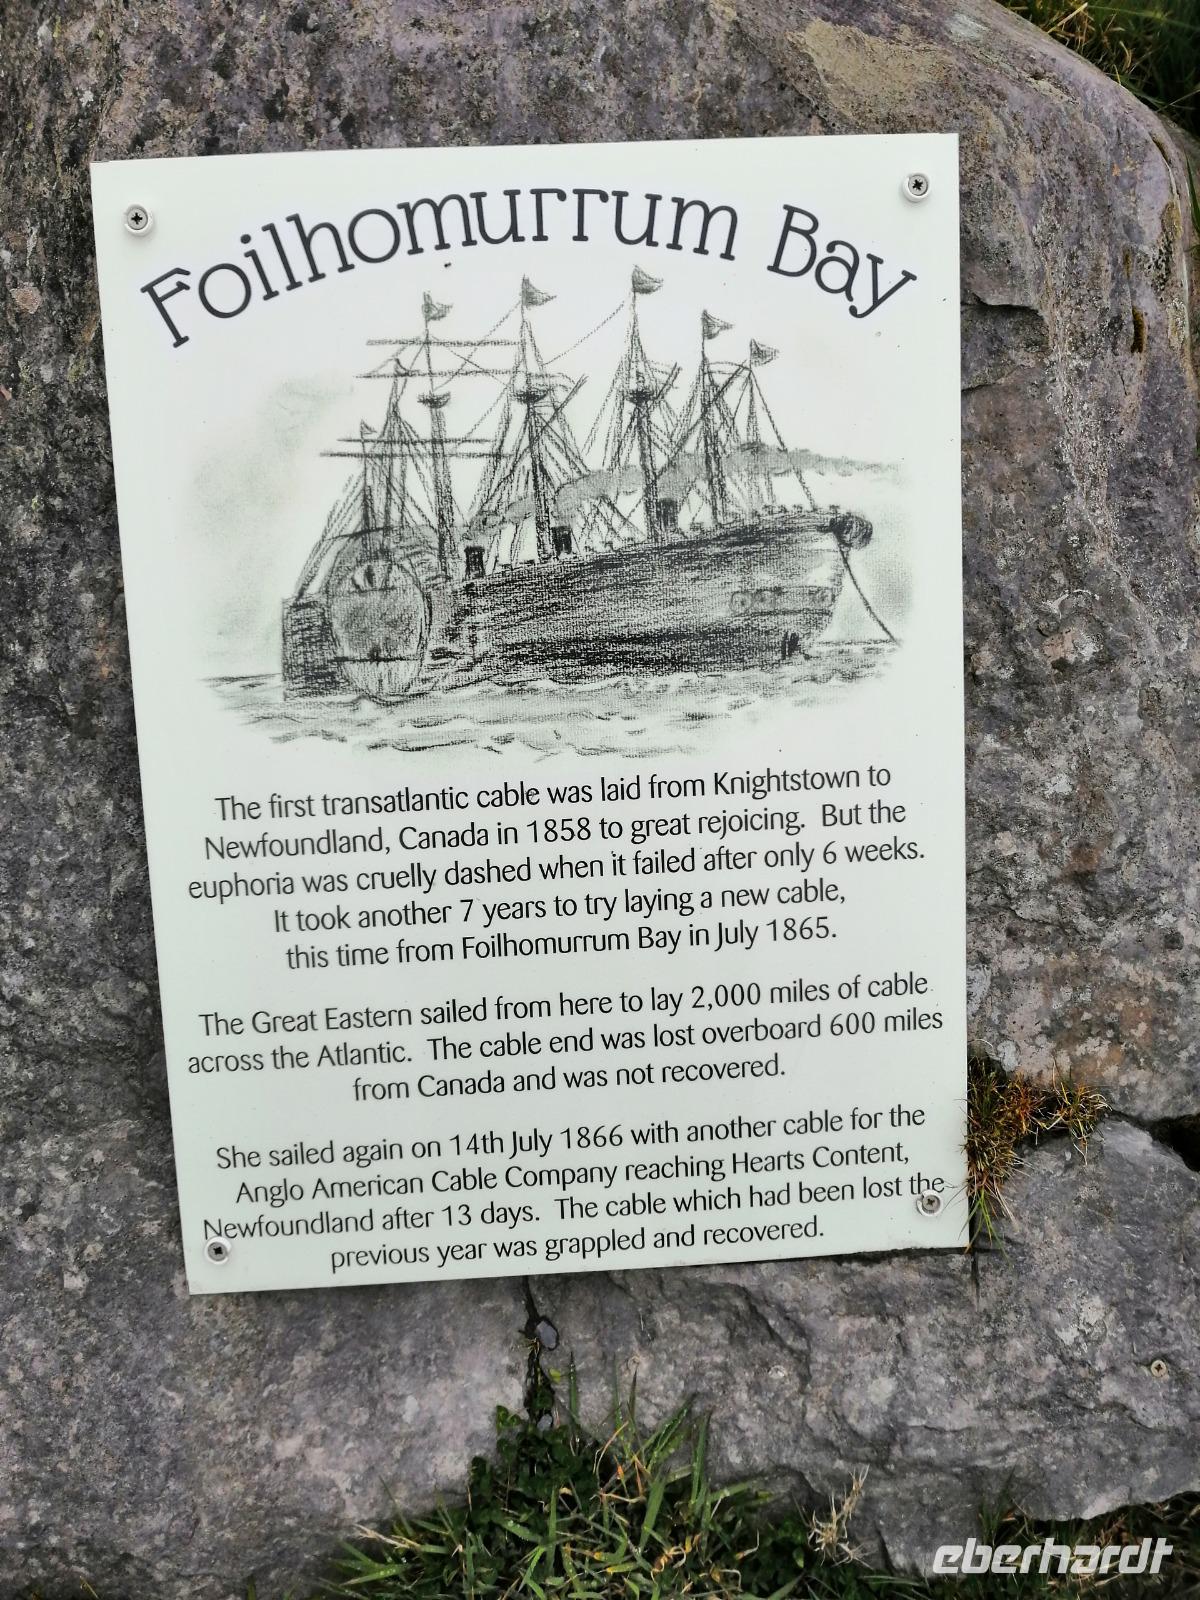 Foilhomurrum Bay
The first transatlantic cable was laid from Knightstown to
Newfoundland, Canada in 1858 to great rejoicing. But the
euphoria was cruelly dashed when it failed after only 6 weeks.
It took another 7 years to try laying a new cable,
this time from Foilhomurrum Bay in July 1865.
The Great Eastern sailed from here to lay 2,000 miles of cable
across the Atlantic. The cable end was lost overboard 600 miles
from Canada and was not recovered.
She sailed again on 14th July 1866 with another cable for the
Anglo American Cable Company reaching Hearts Content,
Newfoundland after 13 days. The cable which had been lost the
previous year was grappled and recovered.
eberhardt